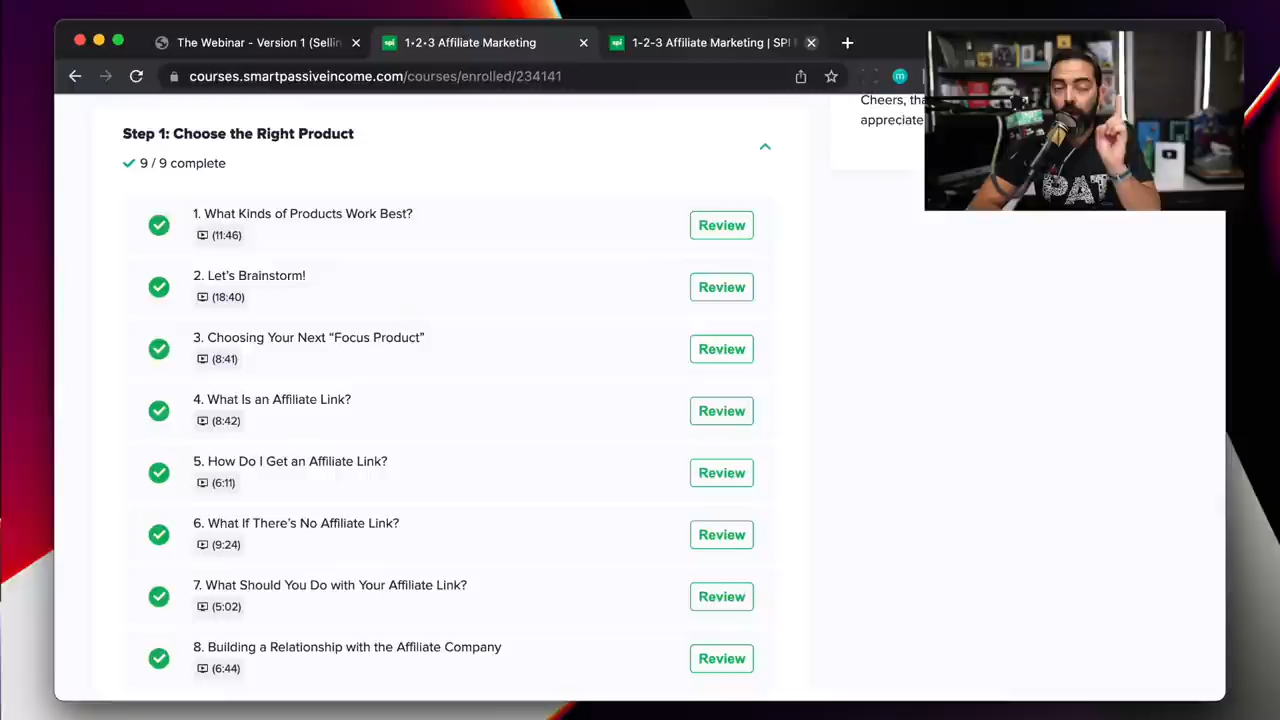 The Webinar - Version 1 (Sellin
spi 1•2•3 Affiliate Marketing
spi 1-2-3 Affiliate Marketing | SPI
courses.smartpassiveincome.com/courses/enrolled/234141
m
Cheers,
appreciate
Step 1: Choose the Right Product
9 / 9 complete
1. What Kinds of Products Work Best?
(11:46)
Review
2. Let’s Brainstorm!
(18:40)
Review
3. Choosing Your Next “Focus Product”
(8:41)
Review
4. What Is an Affiliate Link?
(8:42)
Review
5. How Do I Get an Affiliate Link?
(6:11)
Review
6. What If There’s No Affiliate Link?
(9:24)
Review
7. What Should You Do with Your Affiliate Link?
(5:02)
Review
8. Building a Relationship with the Affiliate Company
(6:44)
Review
PAT